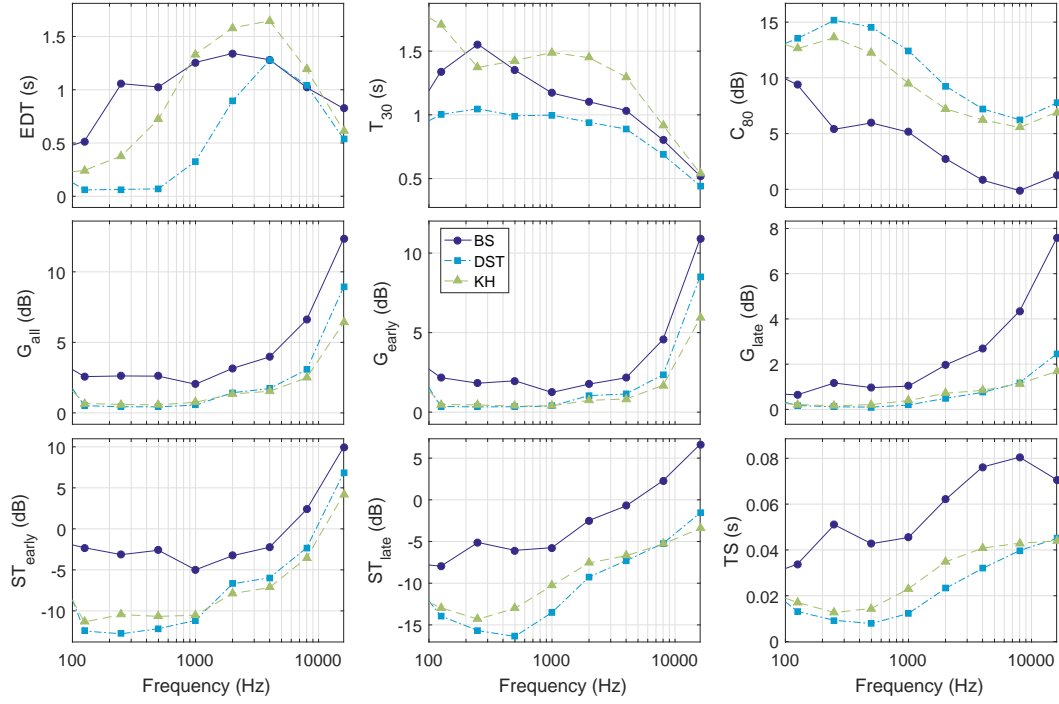 1.5
1
0.5
0
EDT (s)
1.5
1
0.5
T30 (s)
15
10
5
0
C80 (dB)
10
5
0
Gall (dB)
10
5
0
Gearly (dB)
BS
DST
KH
8
6
4
2
0
Glate (dB)
10
5
0
-5
-10
STearly (dB)
100 1000 10000
Frequency (Hz)
5
0
-5
-10
-15
STlate (dB)
100 1000 10000
Frequency (Hz)
0.08
0.06
0.04
0.02
0
TS (s)
100 1000 10000
Frequency (Hz)